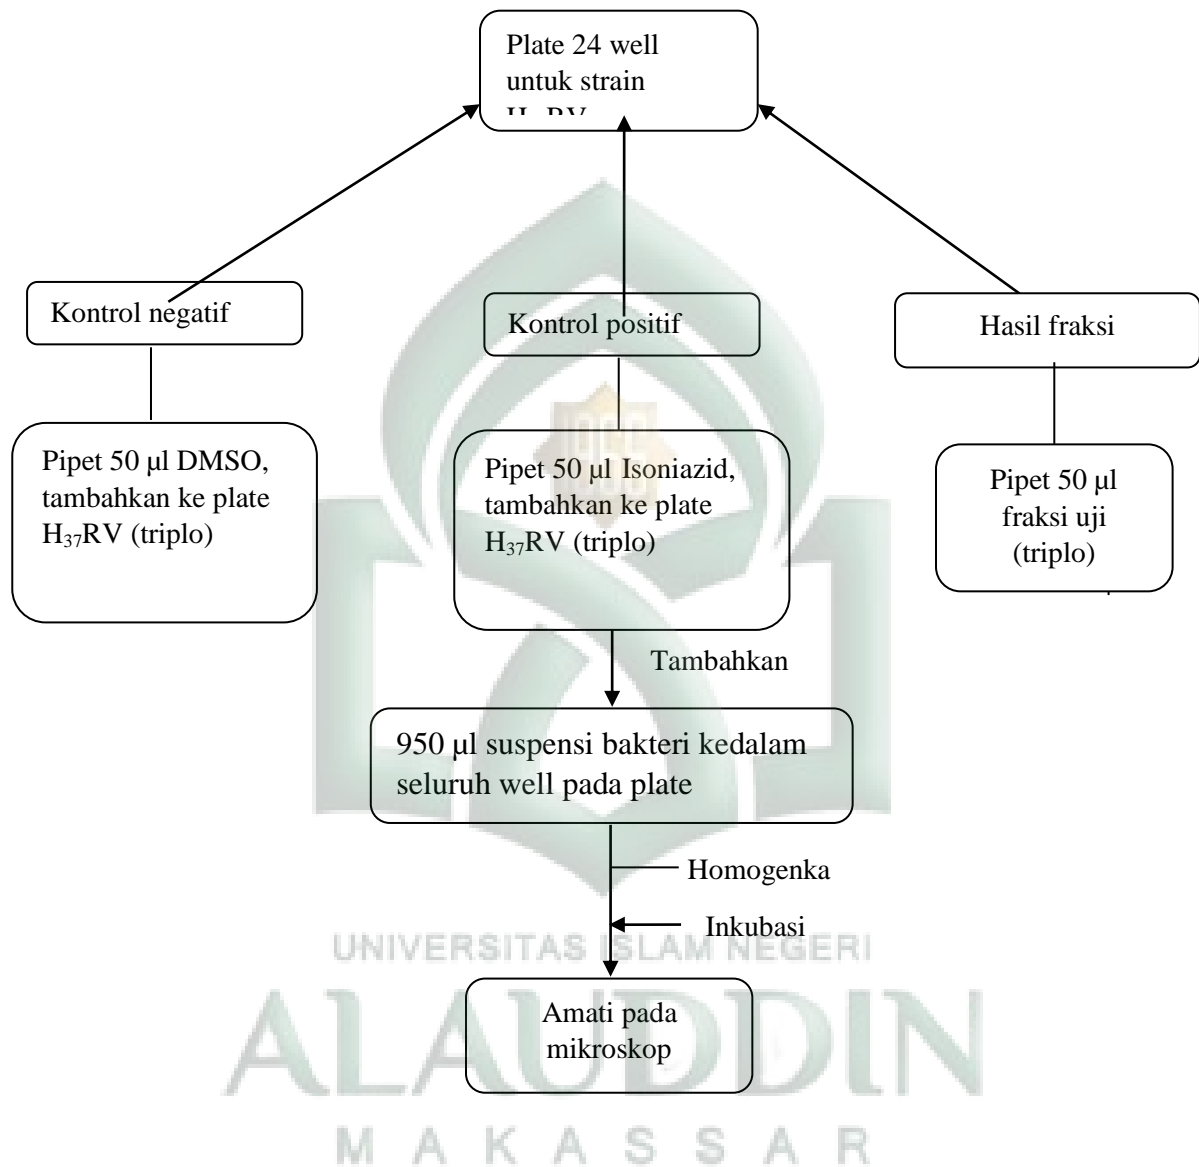 Plate 24 well
untuk strain
Kontrol negatif
Kontrol positif
Hasil fraksi
Pipet 50 µl DMSO,
tambahkan ke plate
H₃₇RV (triplo)
Pipet 50 µl Isoniazid,
tambahkan ke plate
H₃₇RV (triplo)
Pipet 50 µl
fraksi uji
(triplo)
Tambahkan
950 µl suspensi bakteri kedalam
seluruh well pada plate
Homogenka
Inkubasi
UNIVERSITAS ISLAM NEGERI
Amati pada
mikroskop
ALAUDDIN
MAKASSAR